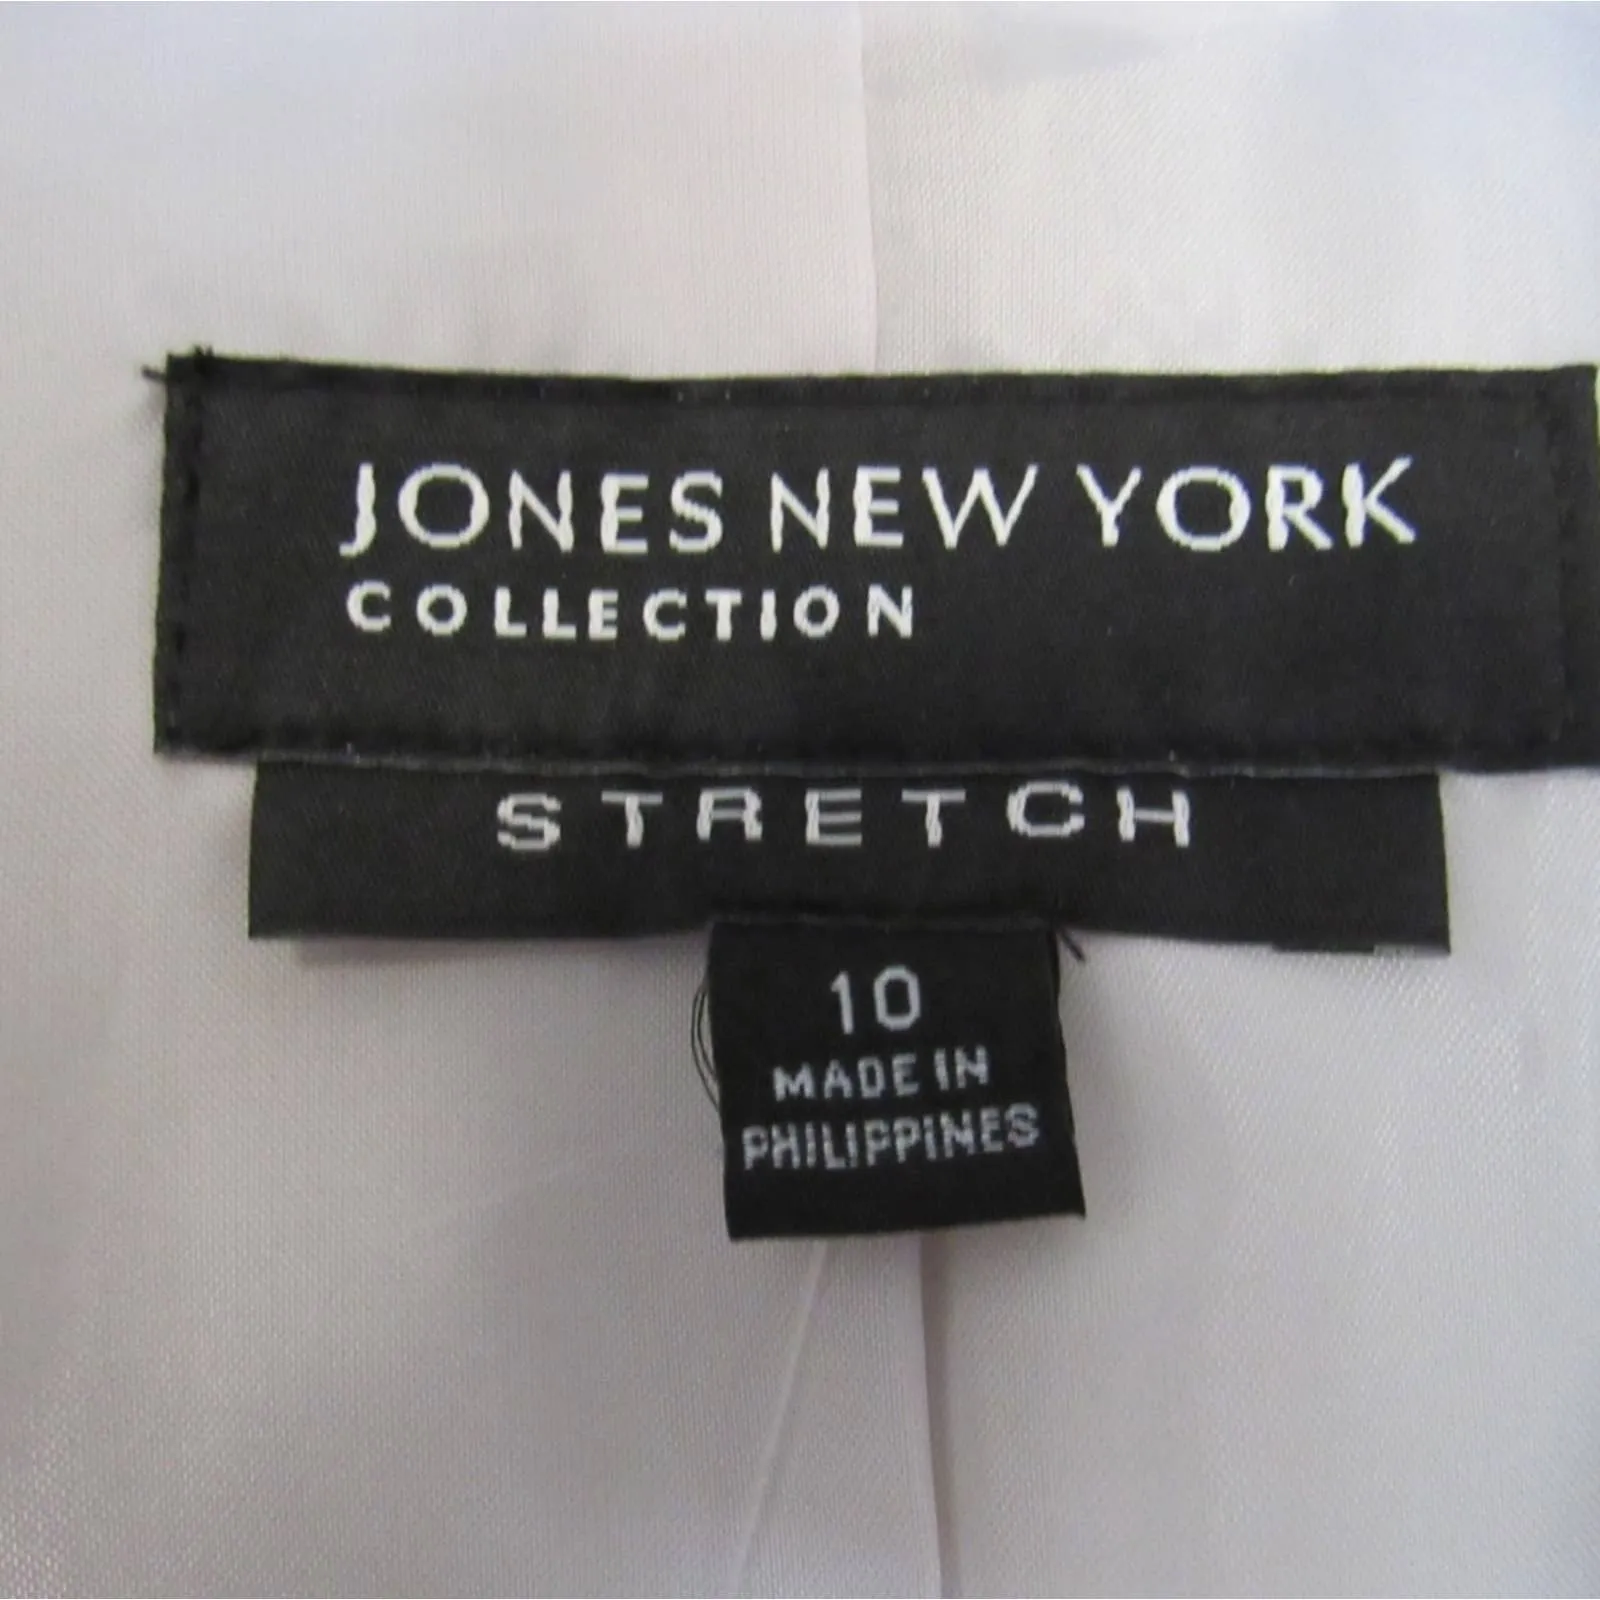 JONES NEW YORK
COLLECTION
STRETCH
10
MADE IN
PHILIPPINES